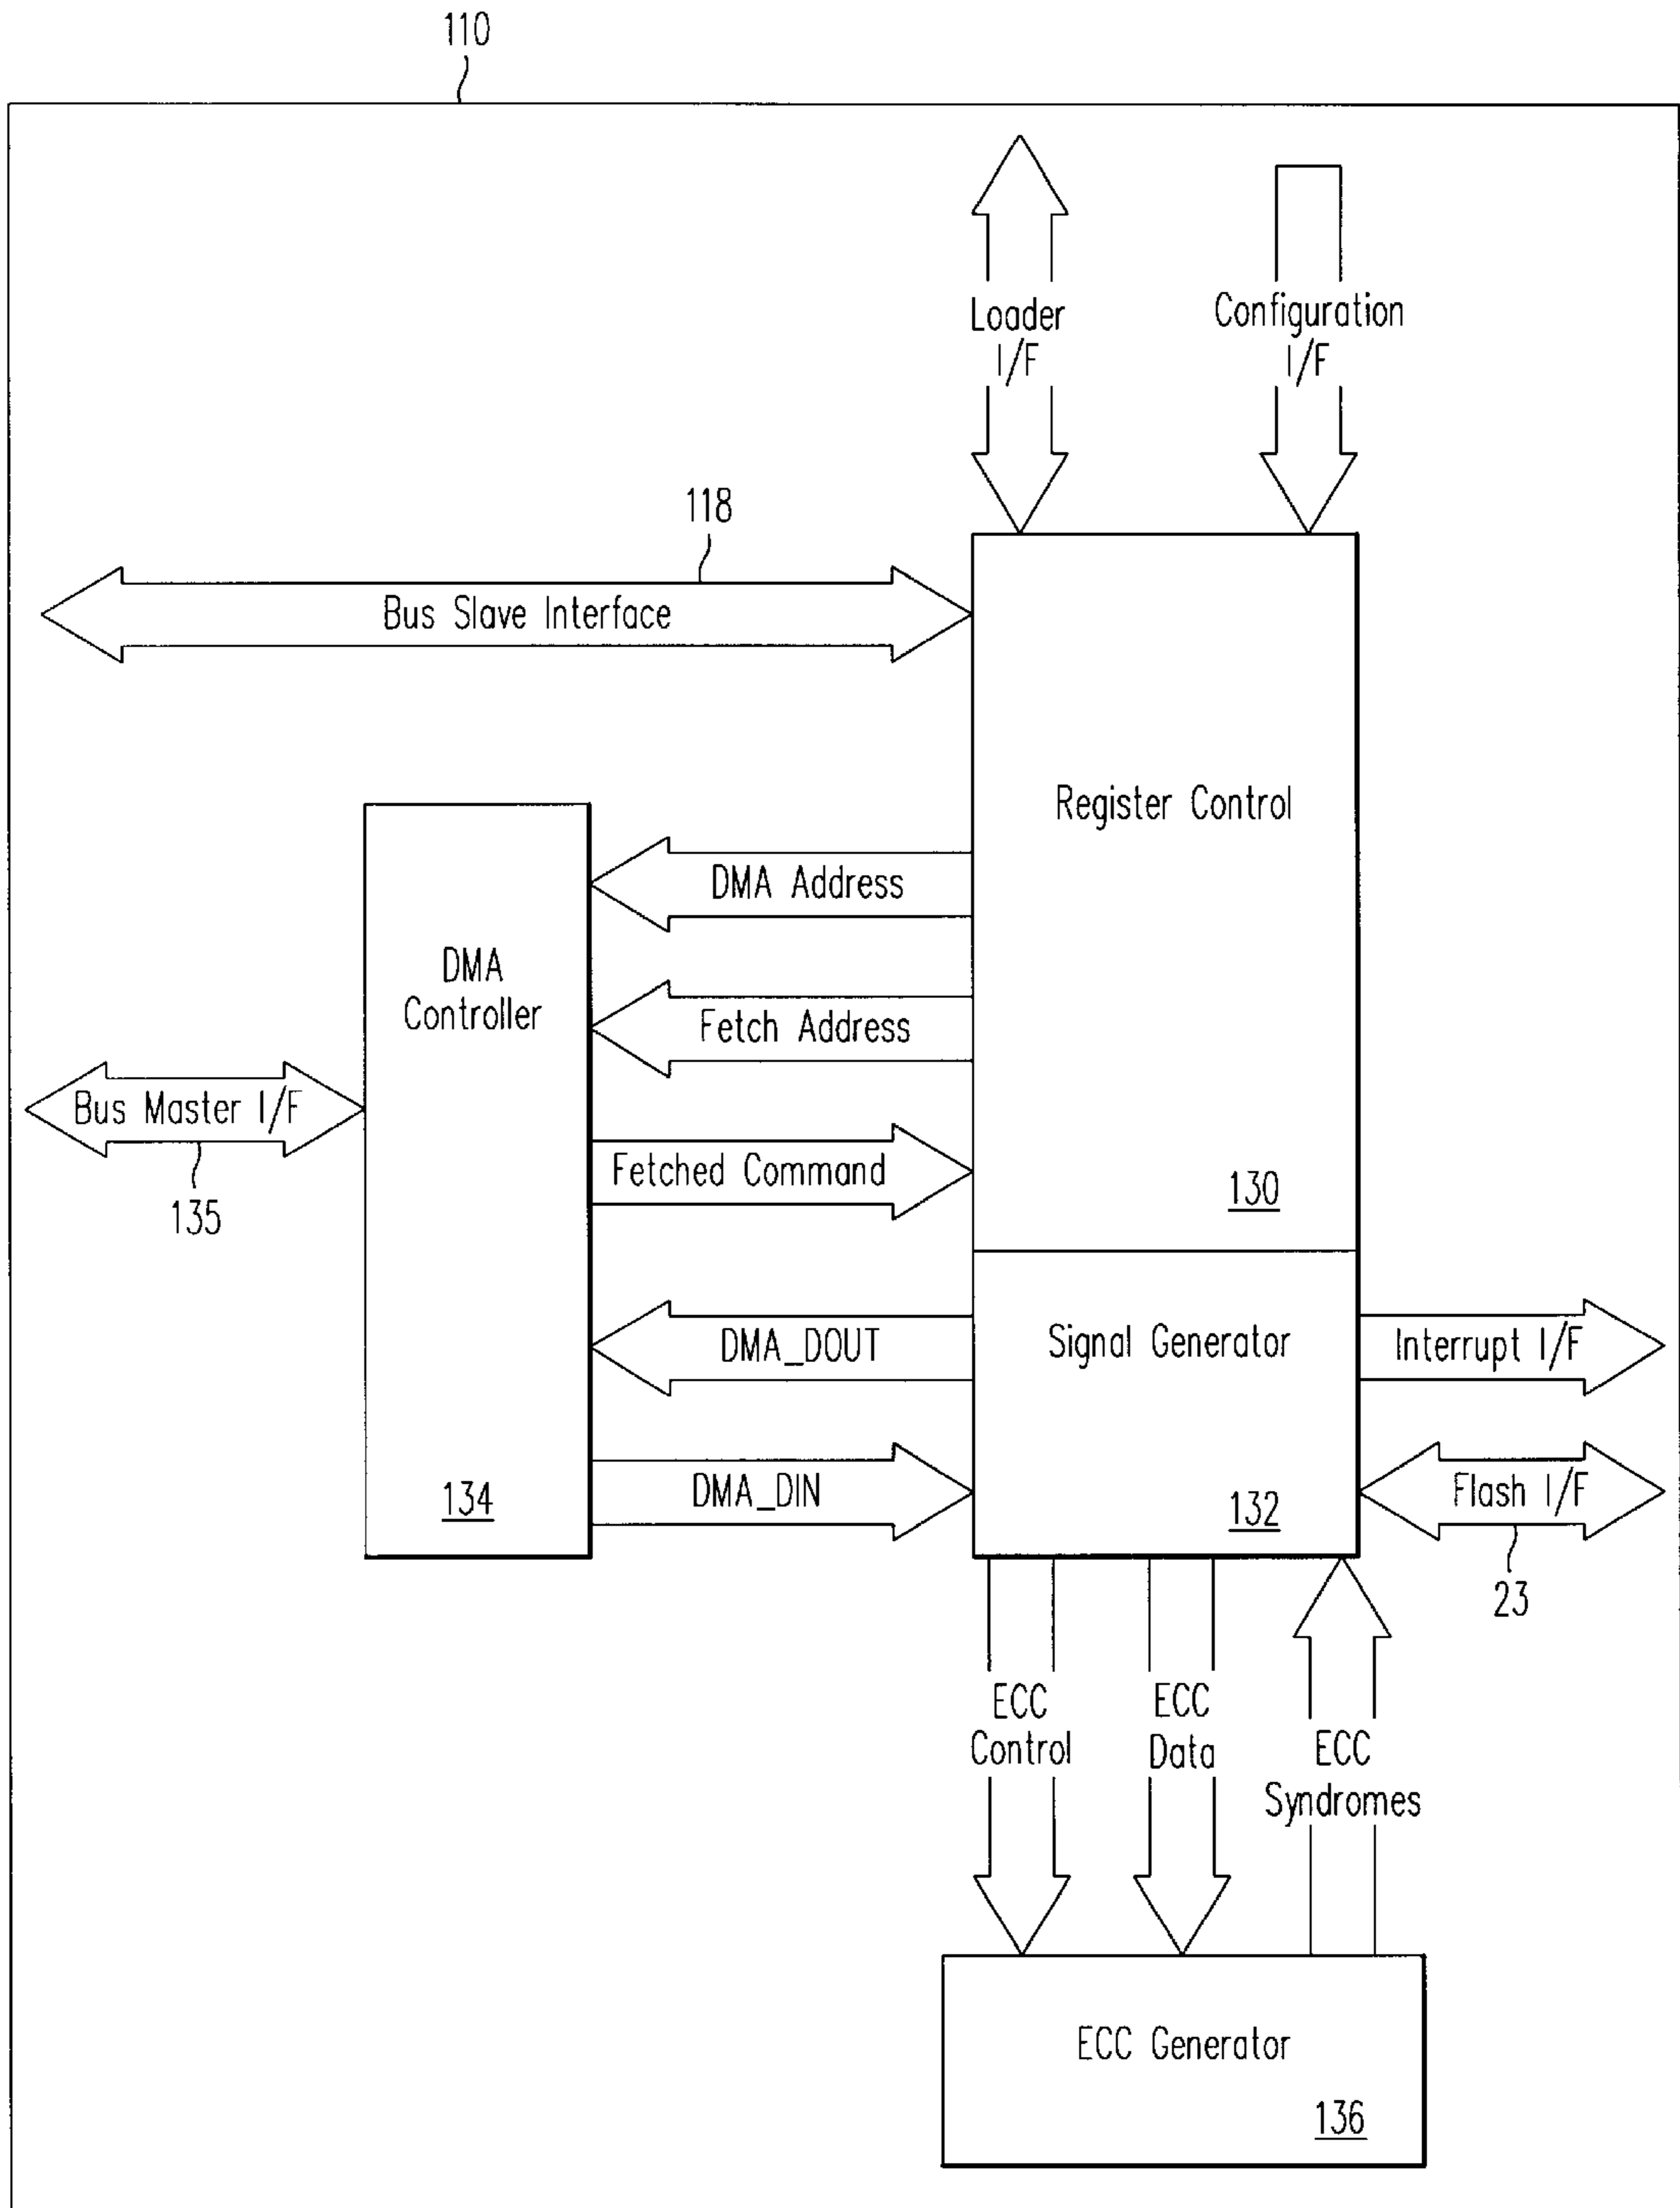 110
Loader
I/F
Configuration
I/F
118
Bus Slave Interface
Register Control
DMA Address
DMA
Controller
Fetch Address
Bus Master I/F
135
Fetched Command
130
DMA_DOUT
Signal Generator
Interrupt I/F
134
DMA_DIN
132
Flash I/F
23
ECC
Control
ECC
Data
ECC
Syndromes
ECC Generator
136